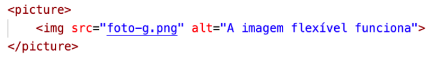 <picture>
<img src="foto-g.png" alt="A imagem flexível funciona">
</picture>